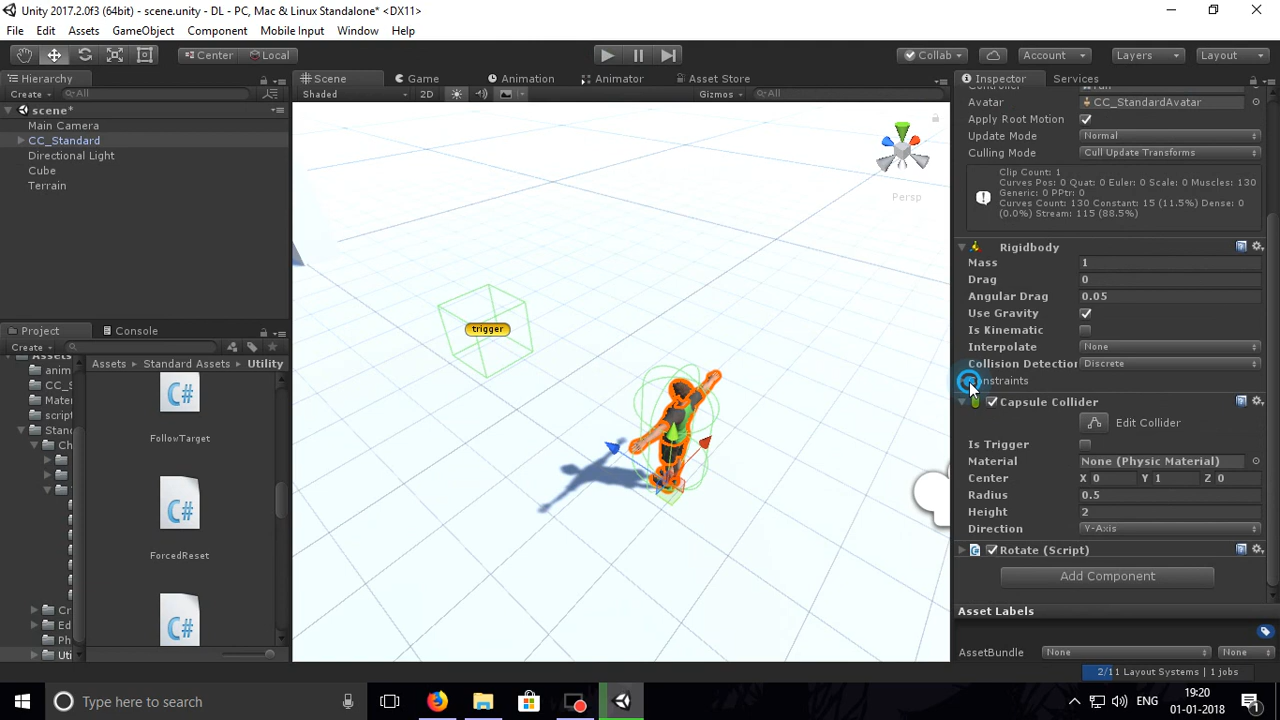 Unity 2017.2.0f3 (64bit) - scene.unity - DL - PC, Mac & Linux Standalone* <DX11>
File Edit Assets GameObject Component Mobile Input Window Help
Center Local Collab Account Layers Layout
Hierarchy Scene Game Animation Animator Asset Store Inspector Services
Create All Shaded 2D Gizmos All
scene*
Main Camera
CC_Standard
Directional Light
Cube
Terrain
Persp
trigger
Project Console
Create
Assets Standard Assets Utility
Assets
anim
CC_S
Mater
script
Stand
Ch
Cr
Ed
Ph
Uti
C#
FollowTarget
C#
ForcedReset
C#
Avatar CC_StandardAvatar
Apply Root Motion
Update Mode Normal
Culling Mode Cull Update Transforms
Clip Count: 1
Curves Pos: 0 Quat: 0 Euler: 0 Scale: 0 Muscles: 130
Generic: 0 PPtr: 0
Curves Count: 130 Constant: 15 (11.5%) Dense: 0
(0.0%) Stream: 115 (88.5%)
Rigidbody
Mass 1
Drag 0
Angular Drag 0.05
Use Gravity
Is Kinematic
Interpolate None
Collision Detection Discrete
Constraints
Capsule Collider
Edit Collider
Is Trigger
Material None (Physic Material)
Center X 0 Y 1 Z 0
Radius 0.5
Height 2
Direction Y-Axis
Rotate (Script)
Add Component
Asset Labels
AssetBundle None None
2/11 Layout Systems | 1 jobs
Type here to search
ENG
19:20
01-01-2018
1